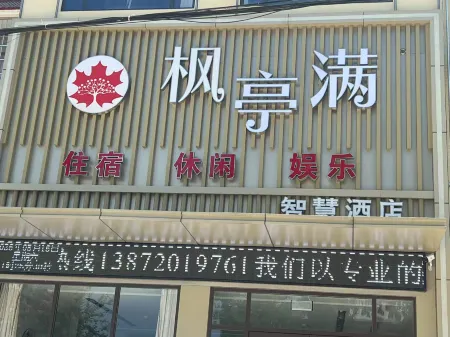 枫亭满
住宿 休闲 娱乐
智慧酒店
热线13872019761我们以专业的